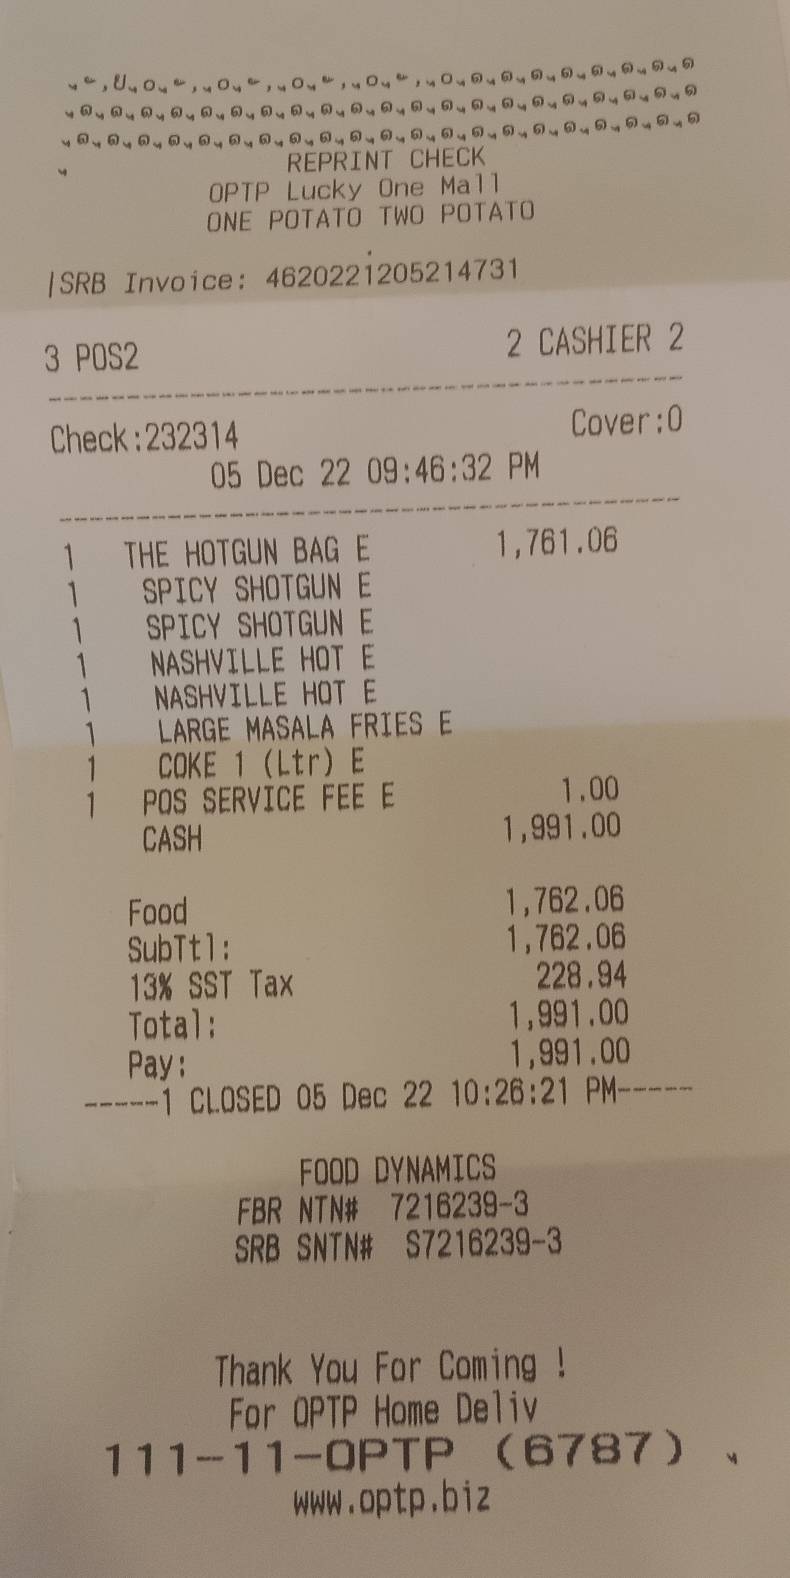 REPRINT CHECK
OPTP Lucky One Mall
ONE POTATO TWO POTATO
|SRB Invoice: 4620221205214731
3 POS2 2 CASHIER 2
Check:232314 Cover:0
05 Dec 22 09:46:32 PM
1 THE HOTGUN BAG E 1,761.06
1 SPICY SHOTGUN E
1 SPICY SHOTGUN E
1 NASHVILLE HOT E
1 NASHVILLE HOT E
1 LARGE MASALA FRIES E
1 COKE 1 (Ltr) E
1 POS SERVICE FEE E 1.00
CASH 1,991.00
Food 1,762.06
SubTtl: 1,762.06
13% SST Tax 228.94
Total: 1,991.00
Pay: 1,991.00
-----1 CLOSED 05 Dec 22 10:26:21 PM-----
FOOD DYNAMICS
FBR NTN# 7216239-3
SRB SNTN# S7216239-3
Thank You For Coming !
For OPTP Home Deliv
111-11-OPTP (6787)
www.optp.biz